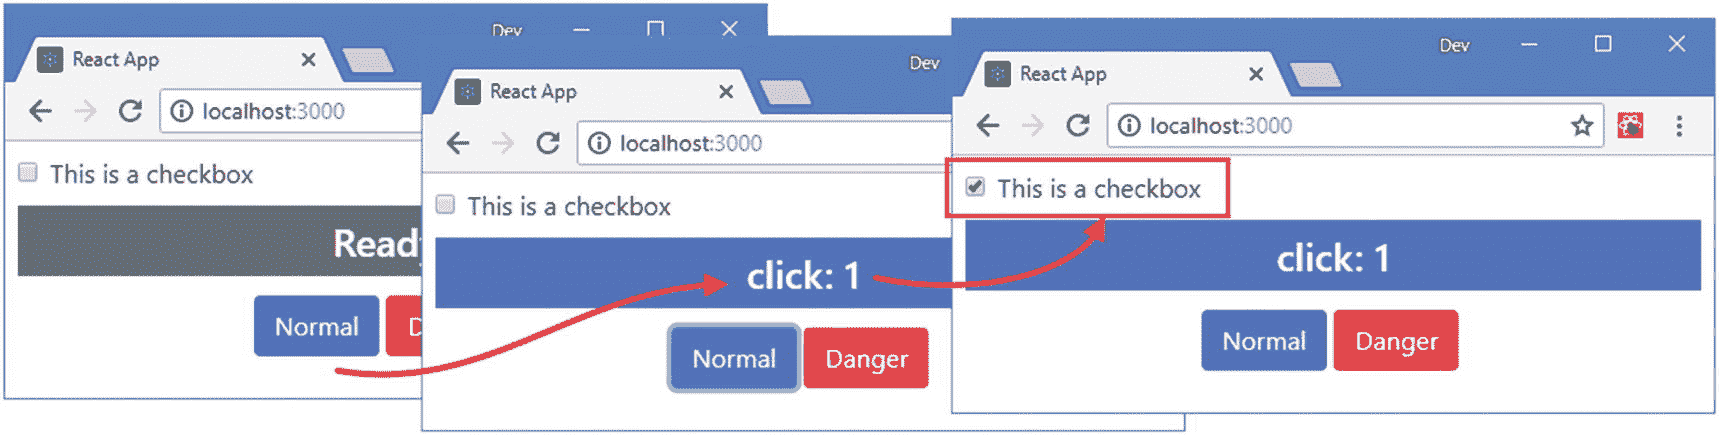 Dev
React App
localhost:3000
This is a checkbox
Read
Normal
D
Dev
React App
localhost:3000
This is a checkbox
click: 1
Normal Danger
Dev
React App
localhost:3000
This is a checkbox
click: 1
Normal Danger